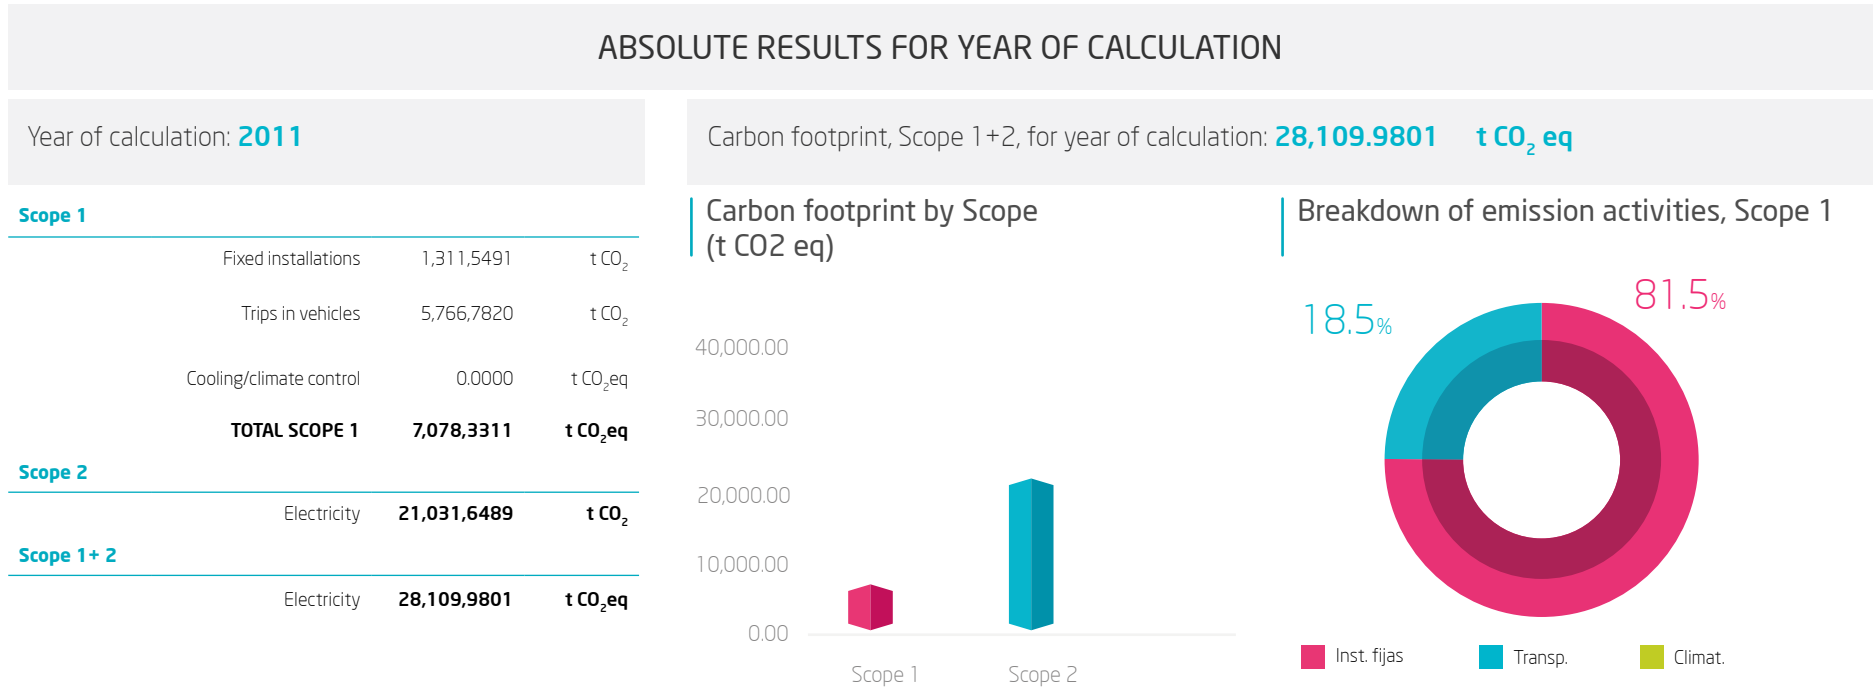 ABSOLUTE RESULTS FOR YEAR OF CALCULATION
Year of calculation: 2011
Scope 1
Fixed installations 1,311,5491 t CO2
Trips in vehicles 5,766,7820 t CO2
Cooling/climate control 0.0000 t CO2eq
TOTAL SCOPE 1 7,078,3311 t CO2eq
Scope 2
Electricity 21,031,6489 t CO2
Scope 1+ 2
Electricity 28,109,9801 t CO2eq
Carbon footprint, Scope 1+2, for year of calculation: 28,109.9801 t CO2 eq
Carbon footprint by Scope
(t CO2 eq)
40,000.00
30,000.00
20,000.00
10,000.00
0.00
Scope 1 Scope 2
Breakdown of emission activities, Scope 1
18.5%
81.5%
Inst. fijas Transp. Climat.